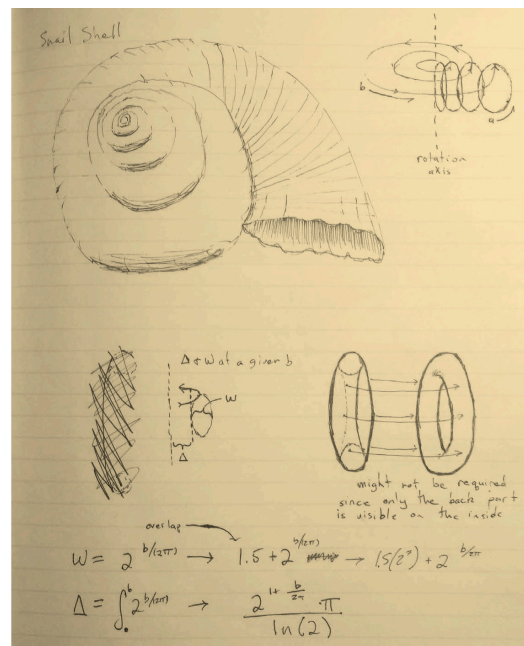 Snail Shell
b
a
rotation
axis
Δ & W at a given b
W
Δ
might not be required
since only the back part
is visible on the inside
overlap
W = 2^(b/(2π)) → 1.5 + 2^(b/(2π)) → 1.5(2^?) + 2^(b/2π)
Δ = ∫₀ᵇ 2^(b/(2π)) → (2^(1 + b/2π) · π) / ln(2)